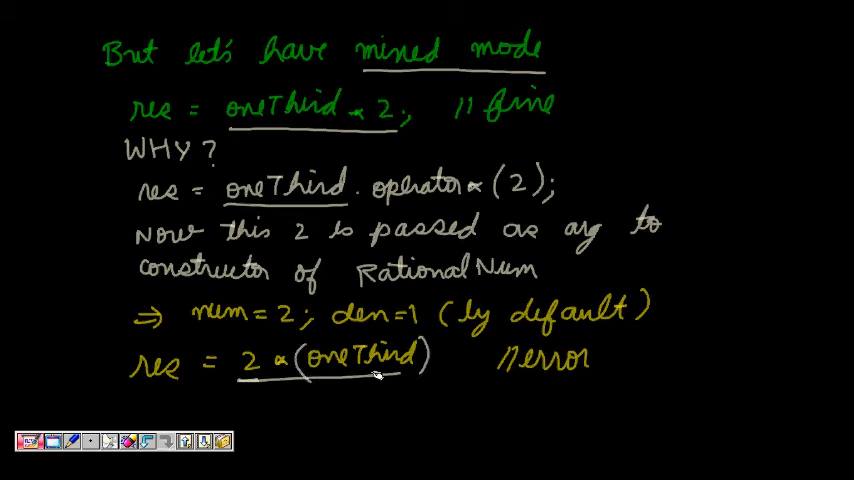 But let's have mixed mode
res = oneThird * 2; // fine
WHY?
res = oneThird . operator * (2);
Now this 2 is passed as arg to
constructor of RationalNum
⇒ num = 2; den = 1 (by default)
res = 2 * (oneThird) // error